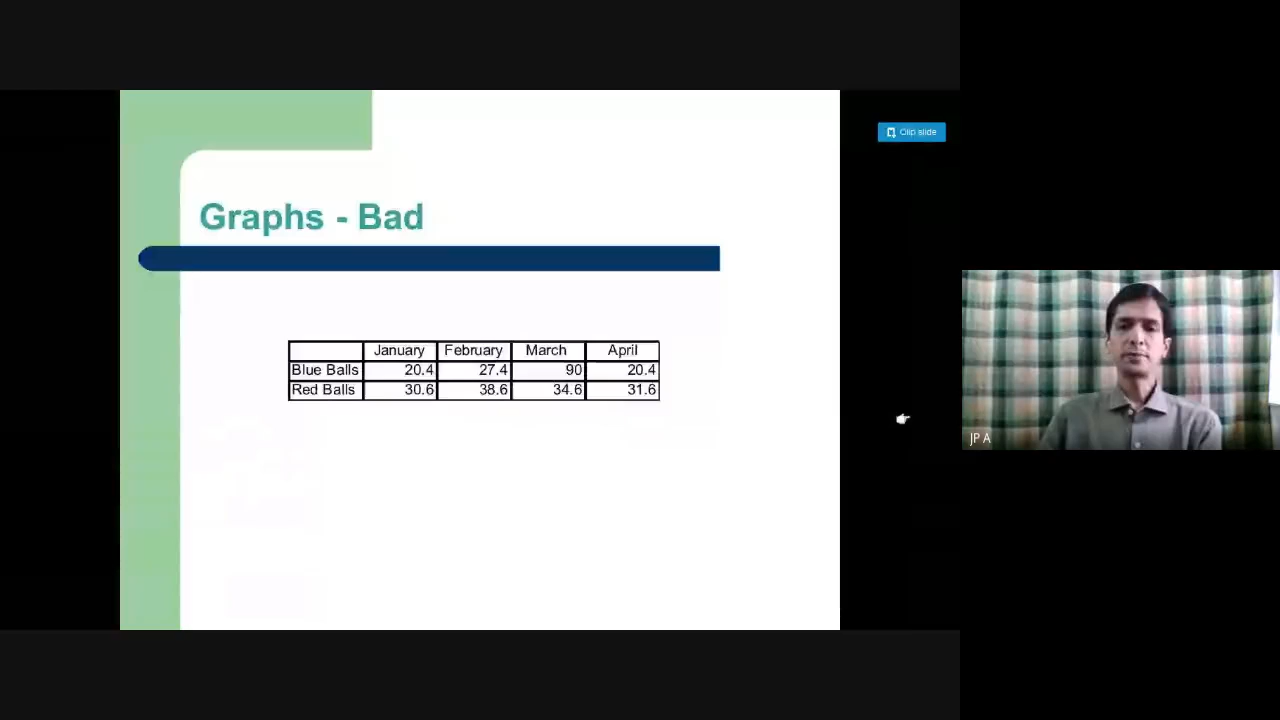 Clip slide
Graphs - Bad
January February March April
Blue Balls 20.4 27.4 90 20.4
Red Balls 30.6 38.6 34.6 31.6
JP A